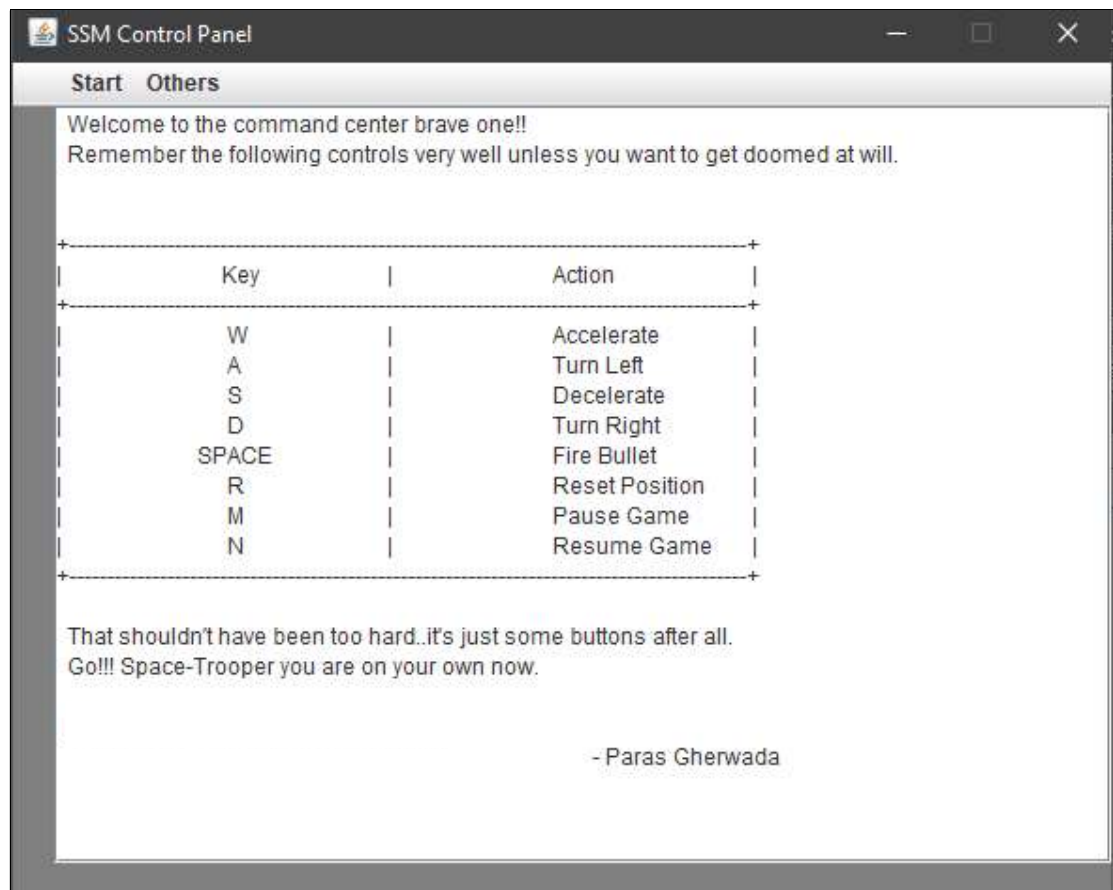 SSM Control Panel
Start Others
Welcome to the command center brave one!!
Remember the following controls very well unless you want to get doomed at will.
+---------------------------------------------------------------+
| Key | Action |
+---------------------------------------------------------------+
| W | Accelerate |
| A | Turn Left |
| S | Decelerate |
| D | Turn Right |
| SPACE | Fire Bullet |
| R | Reset Position |
| M | Pause Game |
| N | Resume Game |
+---------------------------------------------------------------+
That shouldn't have been too hard..it's just some buttons after all.
Go!!! Space-Trooper you are on your own now.
- Paras Gherwada